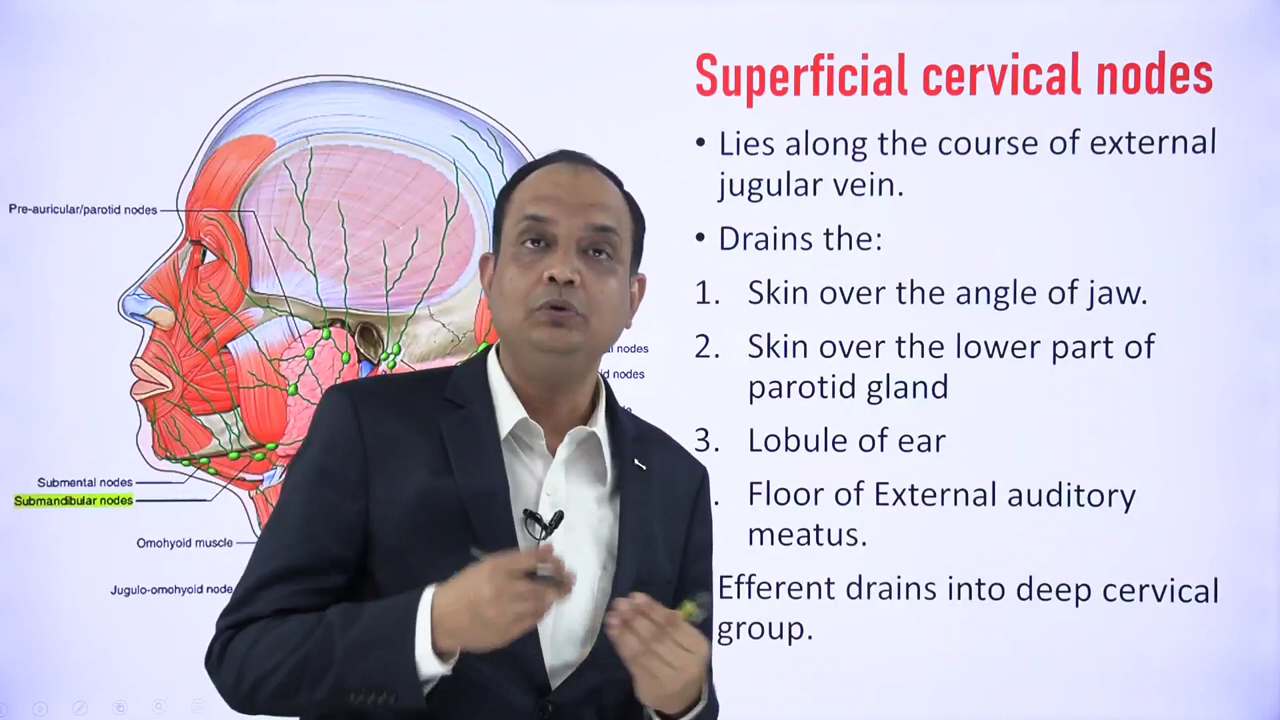 Superficial cervical nodes
• Lies along the course of external
jugular vein.
• Drains the:
1. Skin over the angle of jaw.
2. Skin over the lower part of
parotid gland
3. Lobule of ear
. Floor of External auditory
meatus.
Efferent drains into deep cervical
group.
Pre-auricular/parotid nodes
nodes
nodes
Submental nodes
Submandibular nodes
Omohyoid muscle
Jugulo-omohyoid node